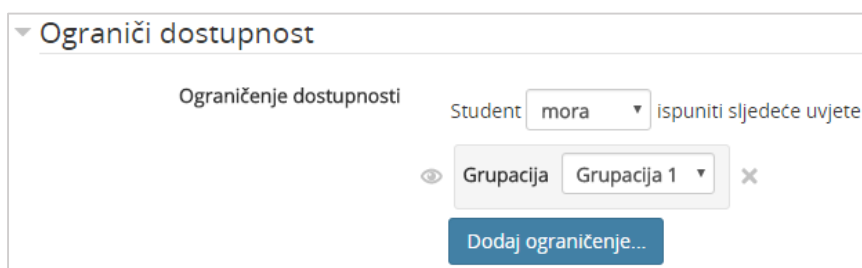 Ograniči dostupnost
Ograničenje dostupnosti
Student mora ispuniti sljedeće uvjete
Grupacija Grupacija 1
Dodaj ograničenje...